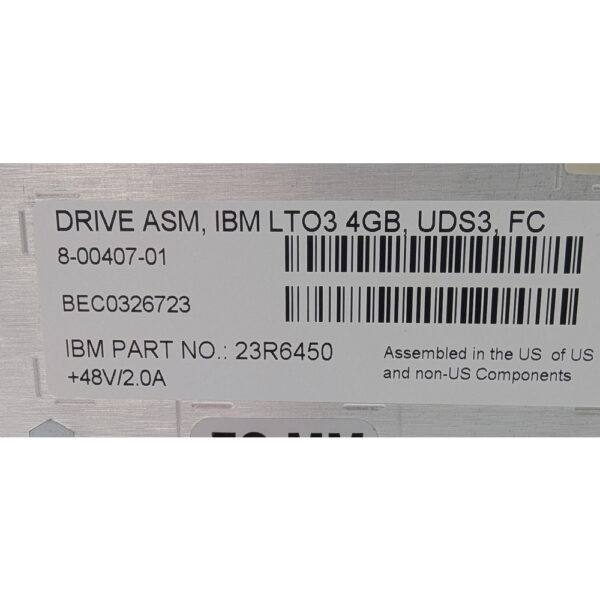 DRIVE ASM, IBM LTO3 4GB, UDS3, FC
8-00407-01
BEC0326723
IBM PART NO.: 23R6450
+48V/2.0A
Assembled in the US of US
and non-US Components